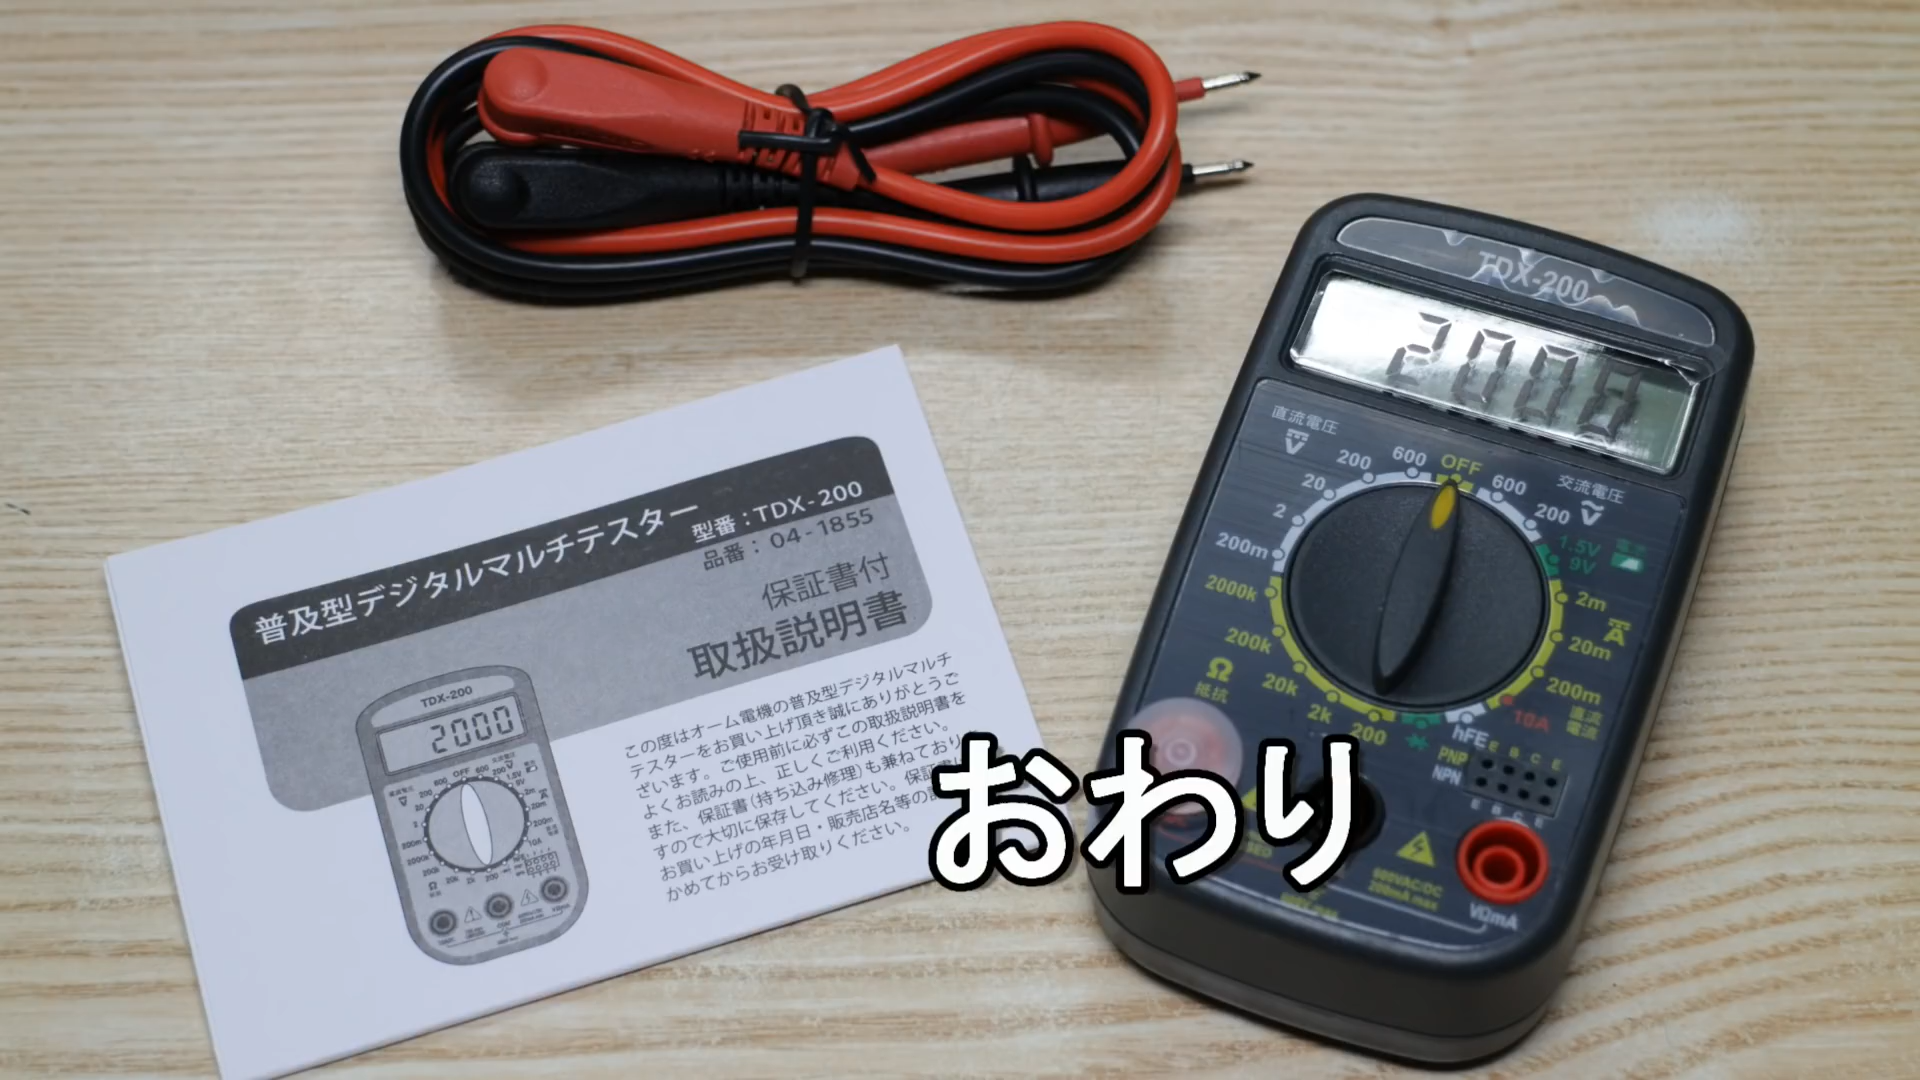 普及型デジタルマルチテスター
型番：TDX-200
品番：04-1855
保証書付
取扱説明書
この度はオーム電機の普及型デジタルマルチ
テスターをお買い上げ頂き誠にありがとうご
ざいます。ご使用前に必ずこの取扱説明書を
よくお読みの上、正しくご利用ください。
また、保証書(持ち込み修理)も兼ねており
すので大切に保存してください。 保証書
お買い上げの年月日・販売店名等の
かめてからお受け取りください。
TDX-200
2000
TDX-200
直流電圧
V
200m
2
20
200
600
OFF
600
200
交流電圧
V
1.5V
9V
2m
20m
200m
A
直流
電流
10A
hFE
200
2k
20k
200k
2000k
Ω
抵抗
PNP
NPN
E B C E
E B C E
600VAC/DC
200mA max
VΩmA
おわり